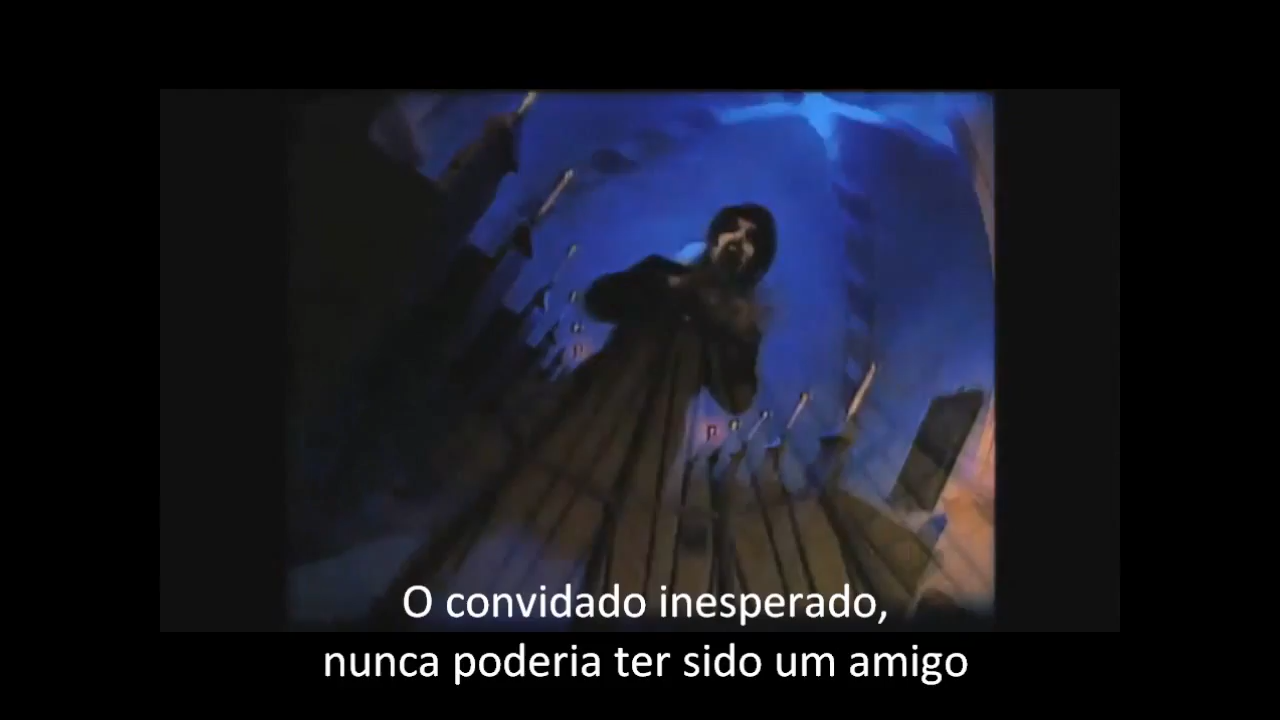 O convidado inesperado,
nunca poderia ter sido um amigo